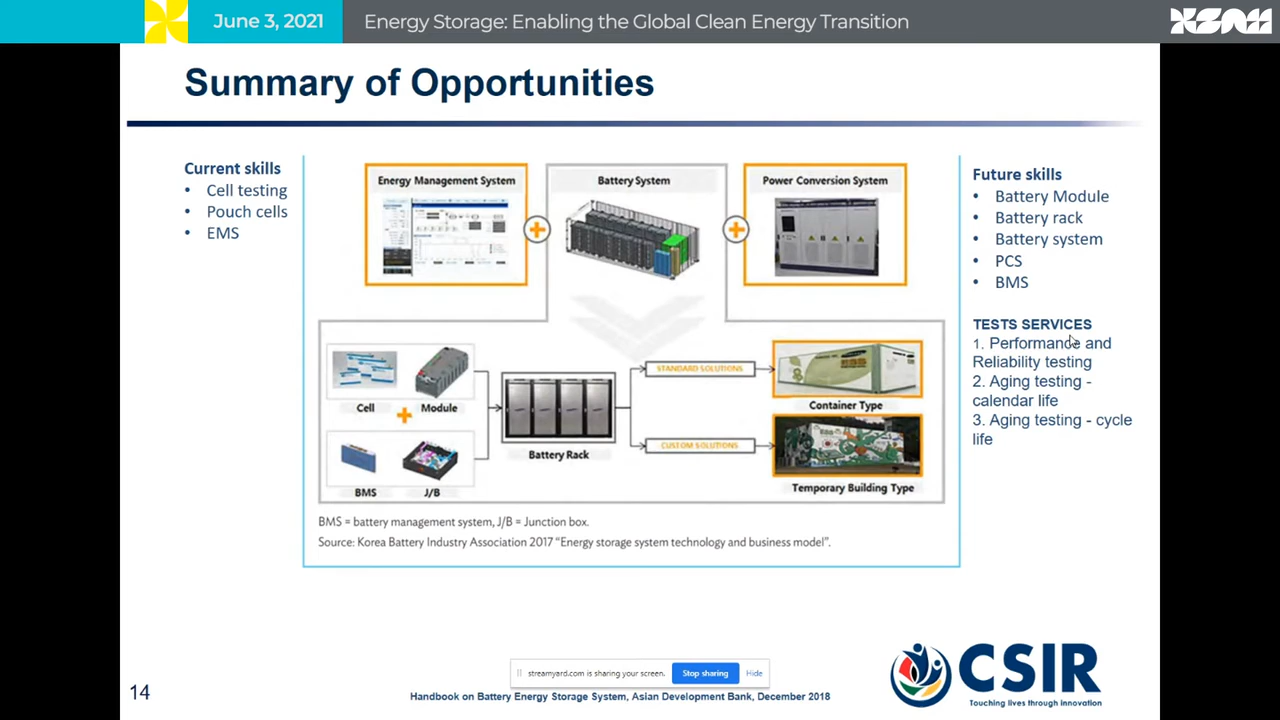 June 3, 2021
Energy Storage: Enabling the Global Clean Energy Transition
Summary of Opportunities
Current skills
• Cell testing
• Pouch cells
• EMS
Energy Management System
Battery System
Power Conversion System
Cell
Module
BMS
J/B
Battery Rack
STANDARD SOLUTIONS
CUSTOM SOLUTIONS
Container Type
Temporary Building Type
BMS = battery management system, J/B = Junction box.
Source: Korea Battery Industry Association 2017 “Energy storage system technology and business model”.
Future skills
• Battery Module
• Battery rack
• Battery system
• PCS
• BMS
TESTS SERVICES
1. Performance and
Reliability testing
2. Aging testing -
calendar life
3. Aging testing - cycle
life
CSIR
Touching lives through innovation
streamyard.com is sharing your screen.
Stop sharing
Hide
14
Handbook on Battery Energy Storage System, Asian Development Bank, December 2018